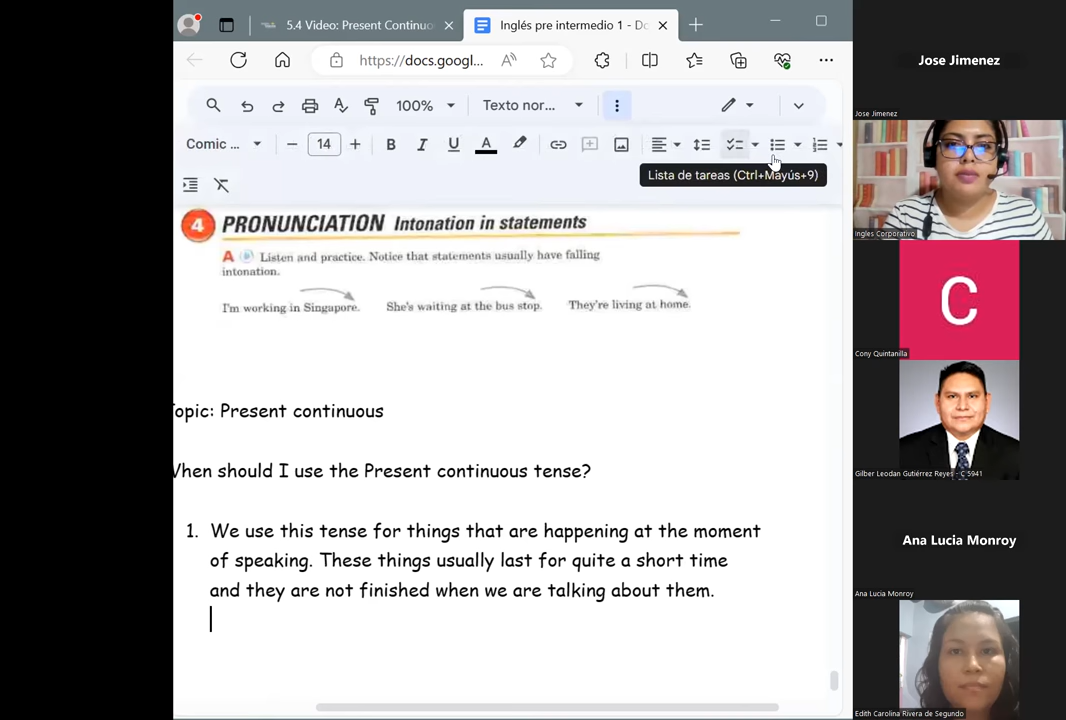 5.4 Video: Present Continuo
Inglés pre intermedio 1 - Do
https://docs.googl...
100%
Texto nor...
Comic ...
14
B I U A
Lista de tareas (Ctrl+Mayús+9)
4 PRONUNCIATION Intonation in statements
A Listen and practice. Notice that statements usually have falling
intonation.
I'm working in Singapore. She's waiting at the bus stop. They're living at home.
Topic: Present continuous
When should I use the Present continuous tense?
1. We use this tense for things that are happening at the moment
of speaking. These things usually last for quite a short time
and they are not finished when we are talking about them.
Jose Jimenez
Jose Jimenez
Ingles Corporativo
C
Cony Quintanilla
Gilber Leodan Gutiérrez Reyes - C 5941
Ana Lucia Monroy
Ana Lucia Monroy
Edith Carolina Rivera de Segundo